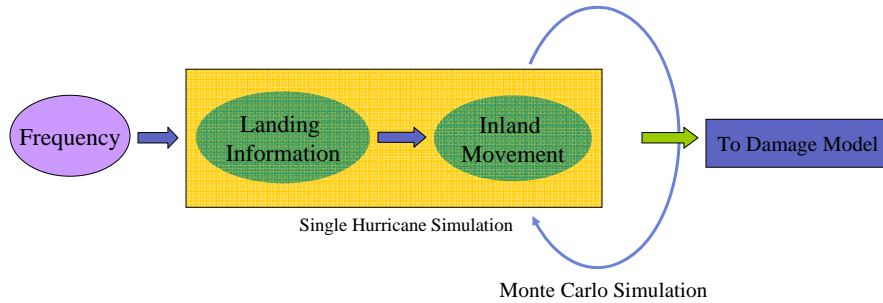 Frequency
Landing
Information
Inland
Movement
To Damage Model
Single Hurricane Simulation
Monte Carlo Simulation